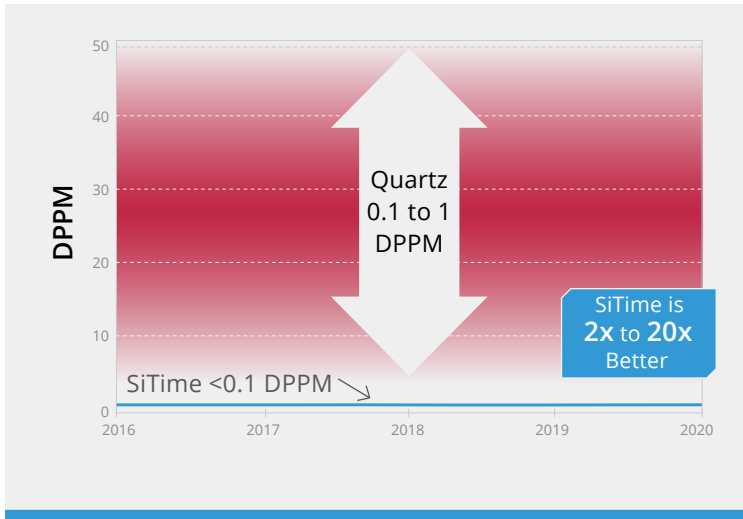 50
40
30
20
10
0
DPPM
Quartz
0.1 to 1
DPPM
SiTime is
2x to 20x
Better
SiTime <0.1 DPPM
2016
2017
2018
2019
2020